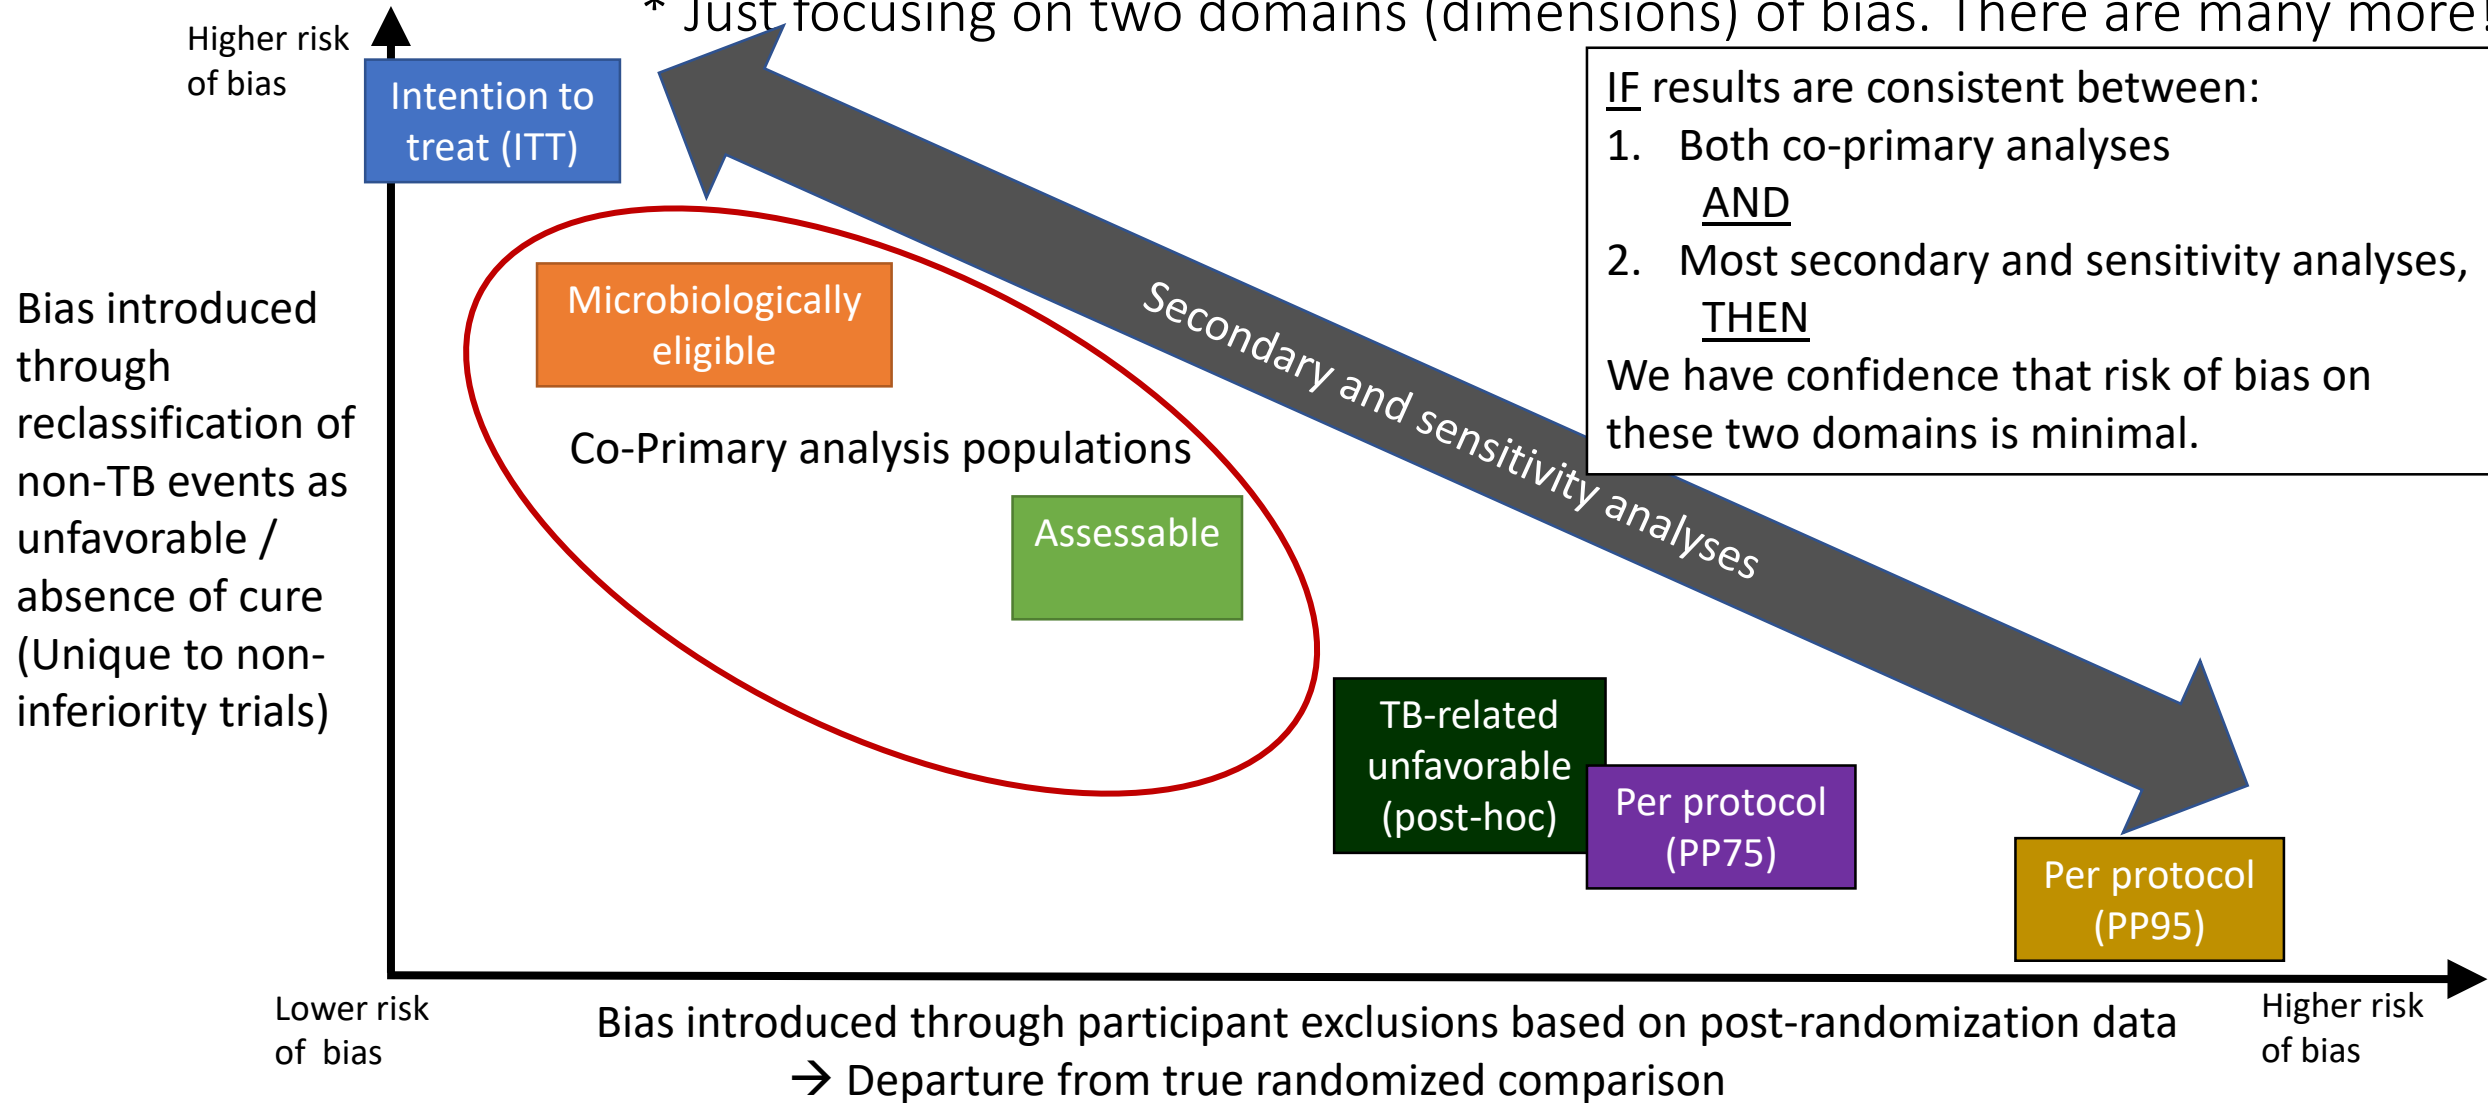 * Just focusing on two domains (dimensions) of bias. There are many more!
Higher risk
of bias
Intention to
treat (ITT)
IF results are consistent between:
1. Both co-primary analyses
AND
2. Most secondary and sensitivity analyses,
THEN
We have confidence that risk of bias on
these two domains is minimal.
Bias introduced
through
reclassification of
non-TB events as
unfavorable /
absence of cure
(Unique to non-
inferiority trials)
Microbiologically
eligible
Co-Primary analysis populations
Assessable
Secondary and sensitivity analyses
TB-related
unfavorable
(post-hoc)
Per protocol
(PP75)
Per protocol
(PP95)
Lower risk
of bias
Bias introduced through participant exclusions based on post-randomization data
→ Departure from true randomized comparison
Higher risk
of bias